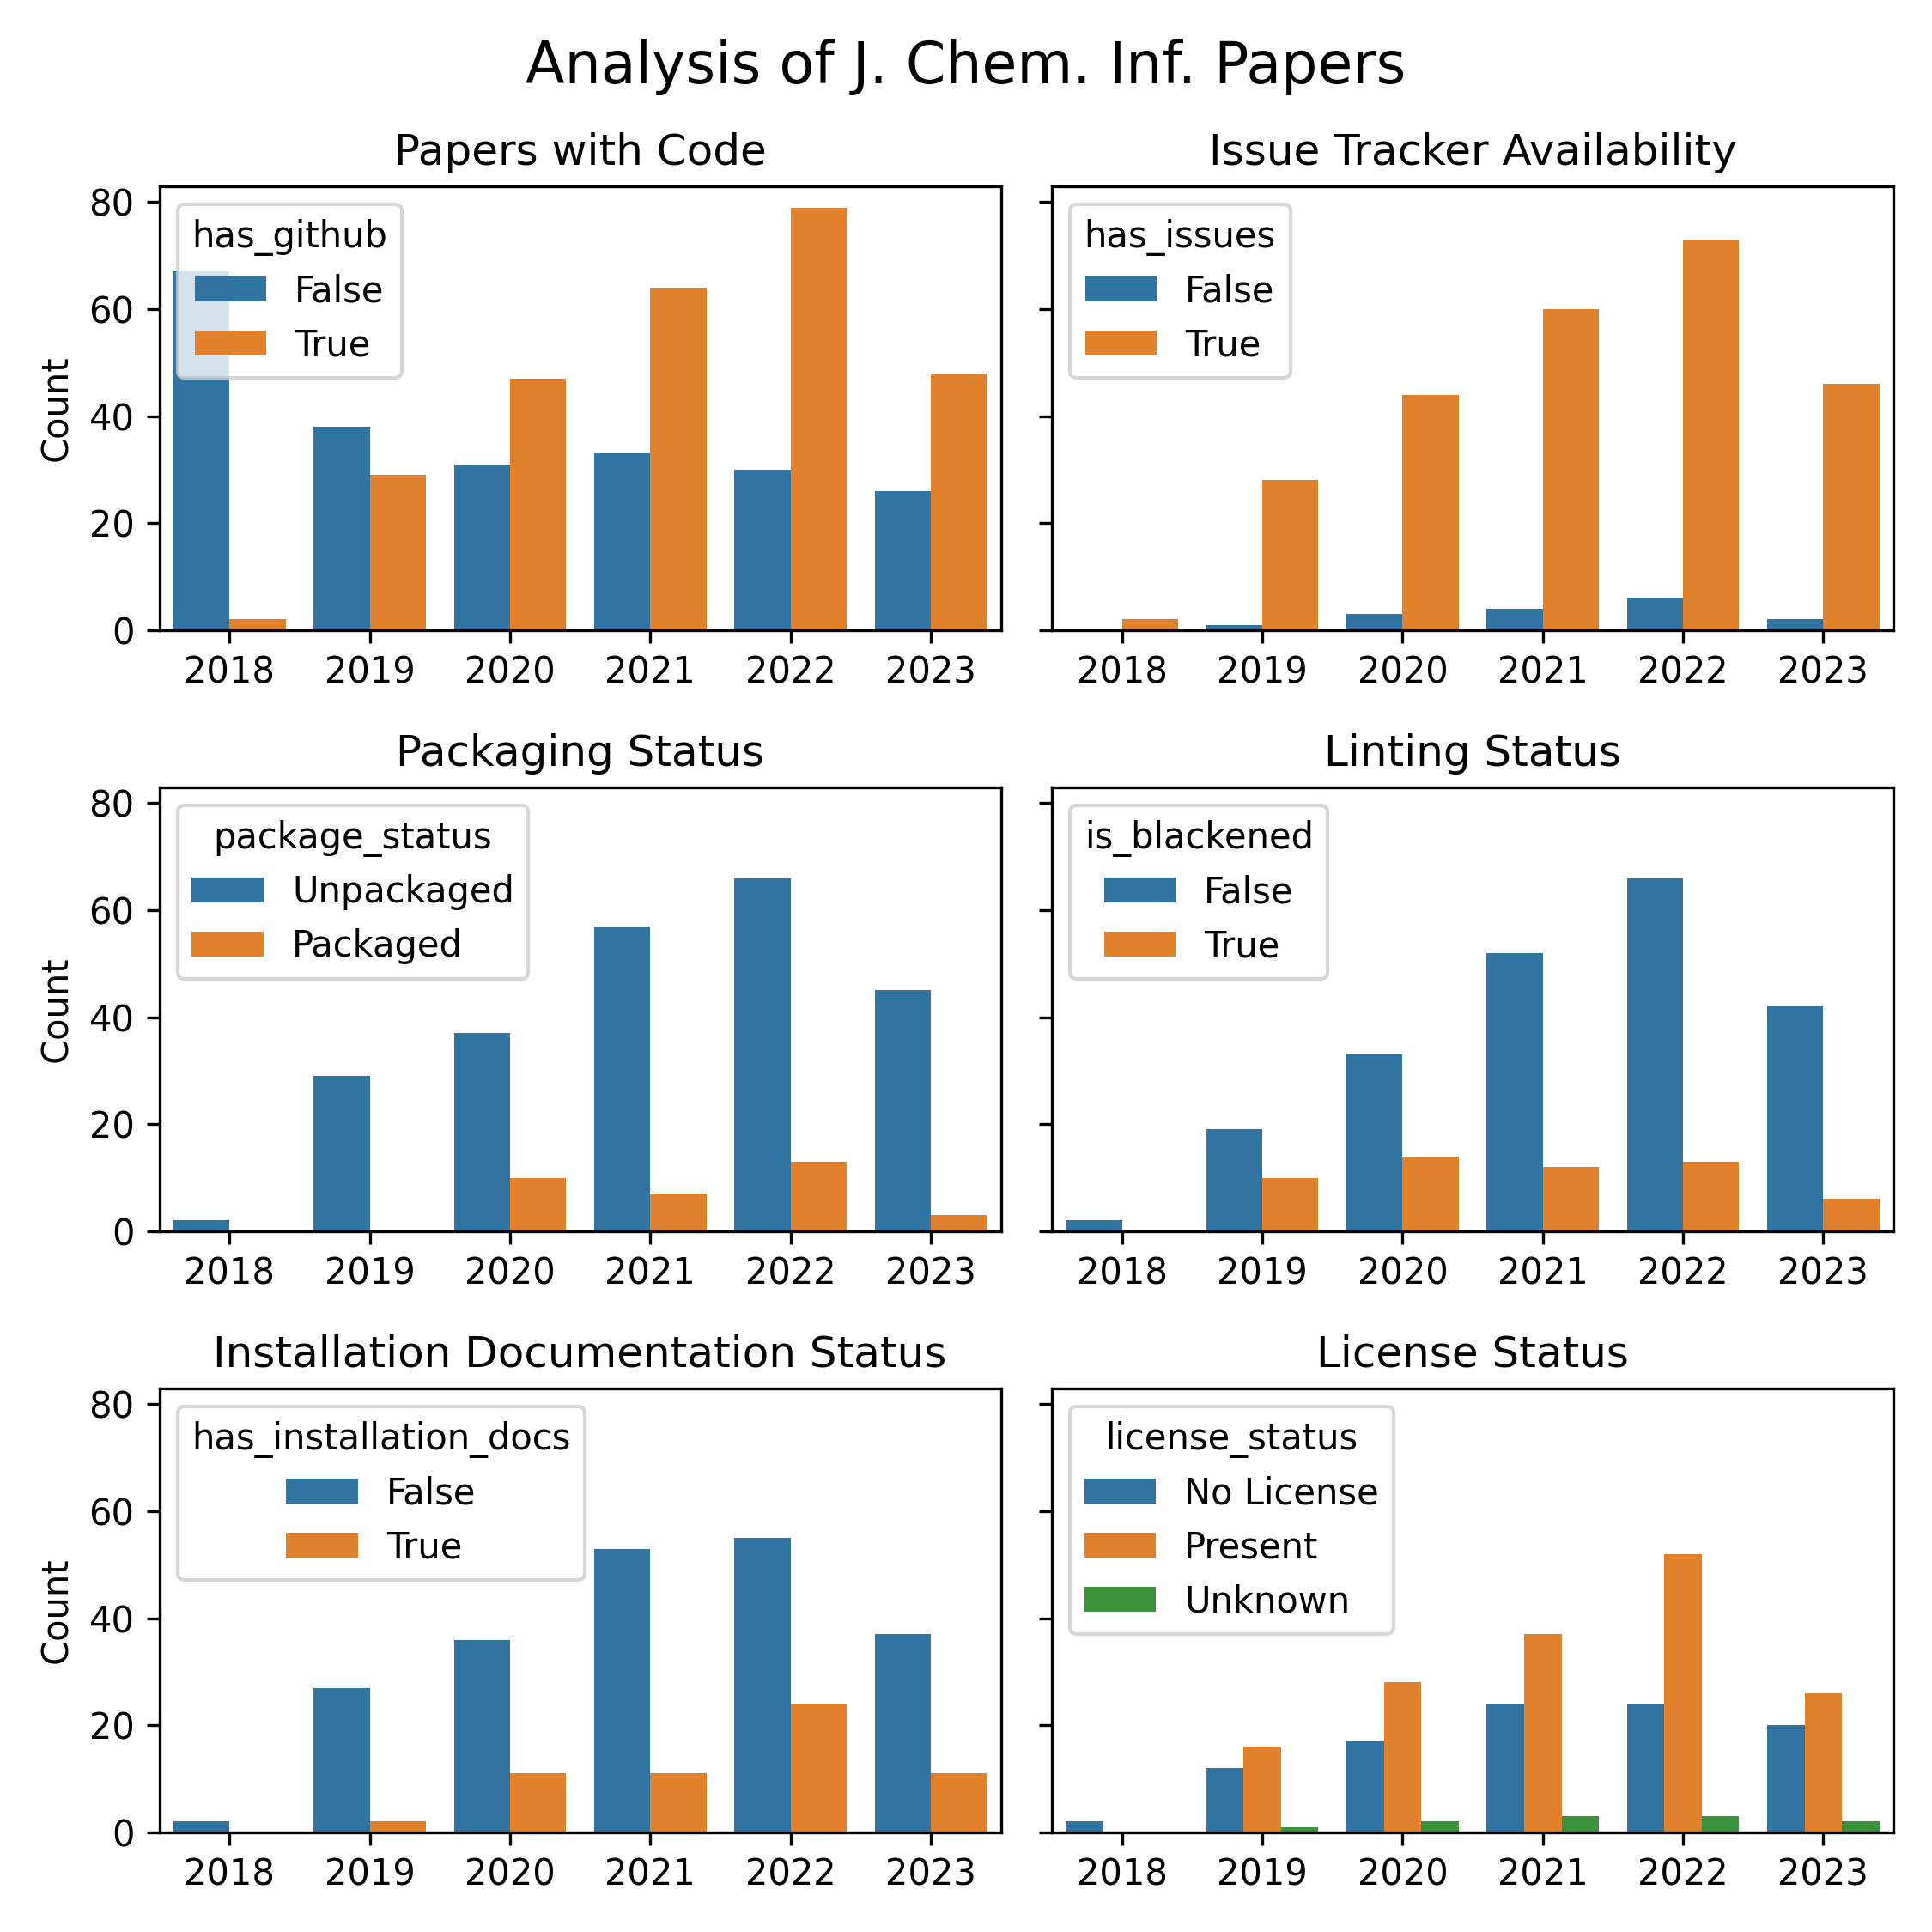 Analysis of J. Chem. Inf. Papers
Papers with Code
80
60
40
20
0
Count
has_github
False
True
2018 2019 2020 2021 2022 2023
Issue Tracker Availability
has_issues
False
True
2018 2019 2020 2021 2022 2023
Packaging Status
80
60
40
20
0
Count
package_status
Unpackaged
Packaged
2018 2019 2020 2021 2022 2023
Linting Status
is_blackened
False
True
2018 2019 2020 2021 2022 2023
Installation Documentation Status
80
60
40
20
0
Count
has_installation_docs
False
True
2018 2019 2020 2021 2022 2023
License Status
license_status
No License
Present
Unknown
2018 2019 2020 2021 2022 2023